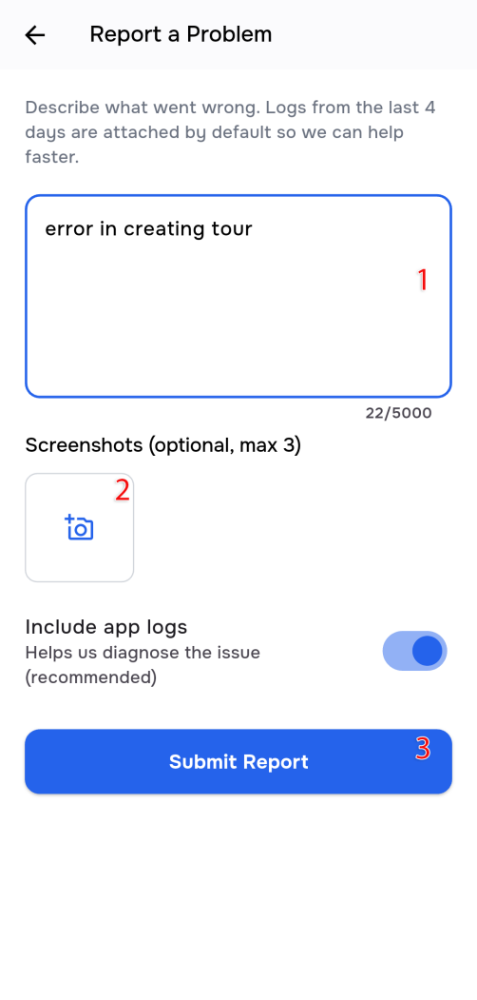 Report a Problem
Describe what went wrong. Logs from the last 4
days are attached by default so we can help
faster.
error in creating tour
1
22/5000
Screenshots (optional, max 3)
2
Include app logs
Helps us diagnose the issue
(recommended)
Submit Report
3